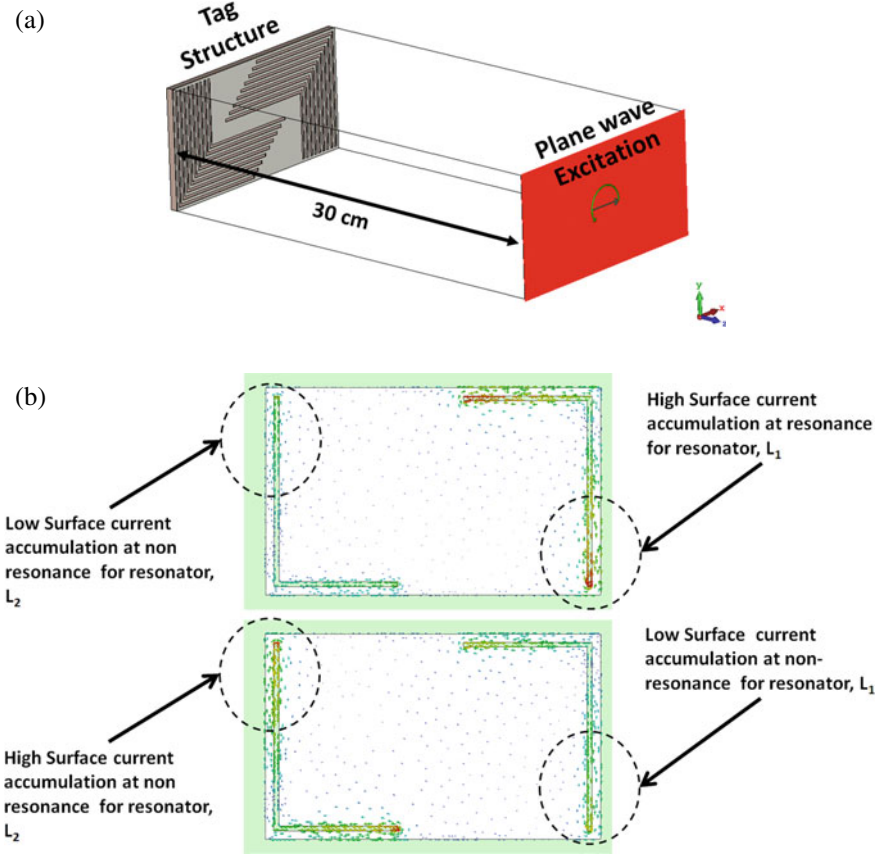 (a)
Tag
Structure
Plane wave
Excitation
30 cm
y
x
z
(b)
High Surface current
accumulation at resonance
for resonator, L₁
Low Surface current
accumulation at non
resonance for resonator,
L₂
Low Surface current
accumulation at non-
resonance for resonator, L₁
High Surface current
accumulation at non
resonance for resonator,
L₂